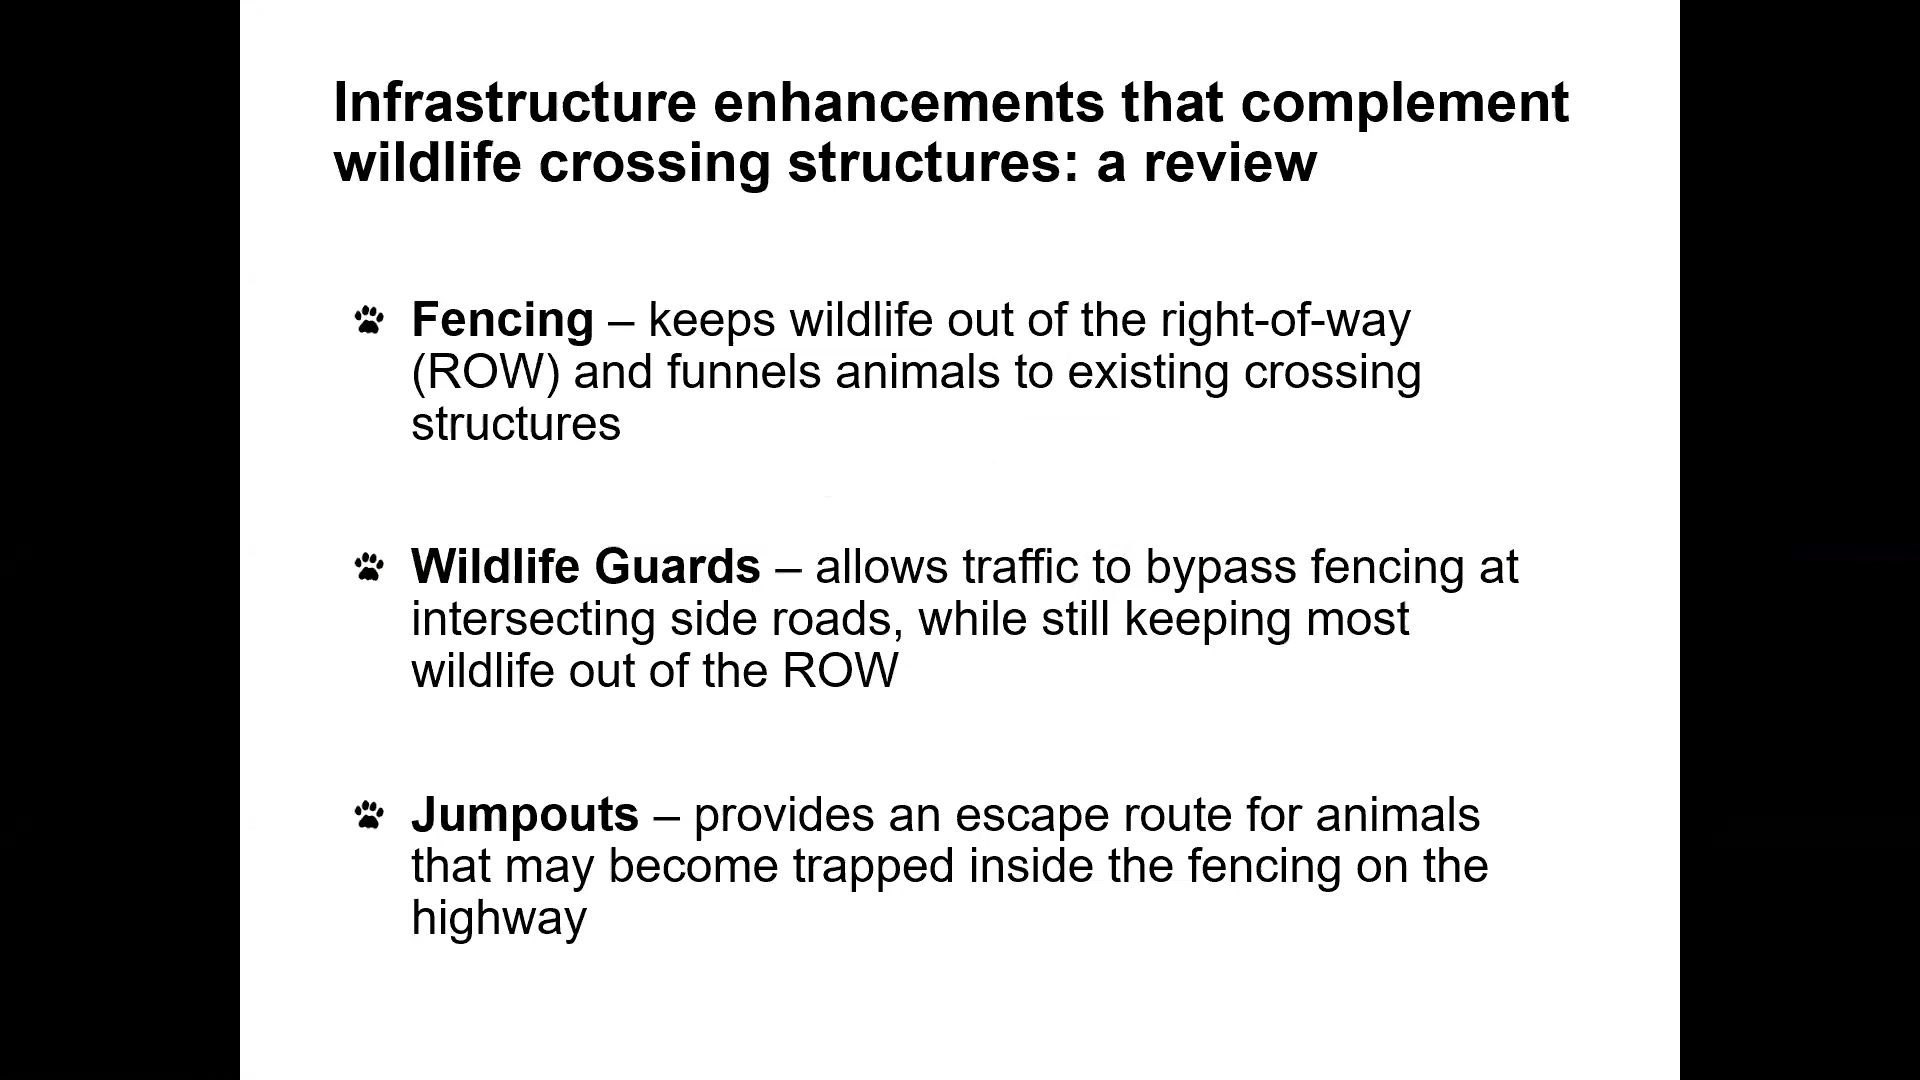 Infrastructure enhancements that complement
wildlife crossing structures: a review
Fencing – keeps wildlife out of the right-of-way
(ROW) and funnels animals to existing crossing
structures
Wildlife Guards – allows traffic to bypass fencing at
intersecting side roads, while still keeping most
wildlife out of the ROW
Jumpouts – provides an escape route for animals
that may become trapped inside the fencing on the
highway